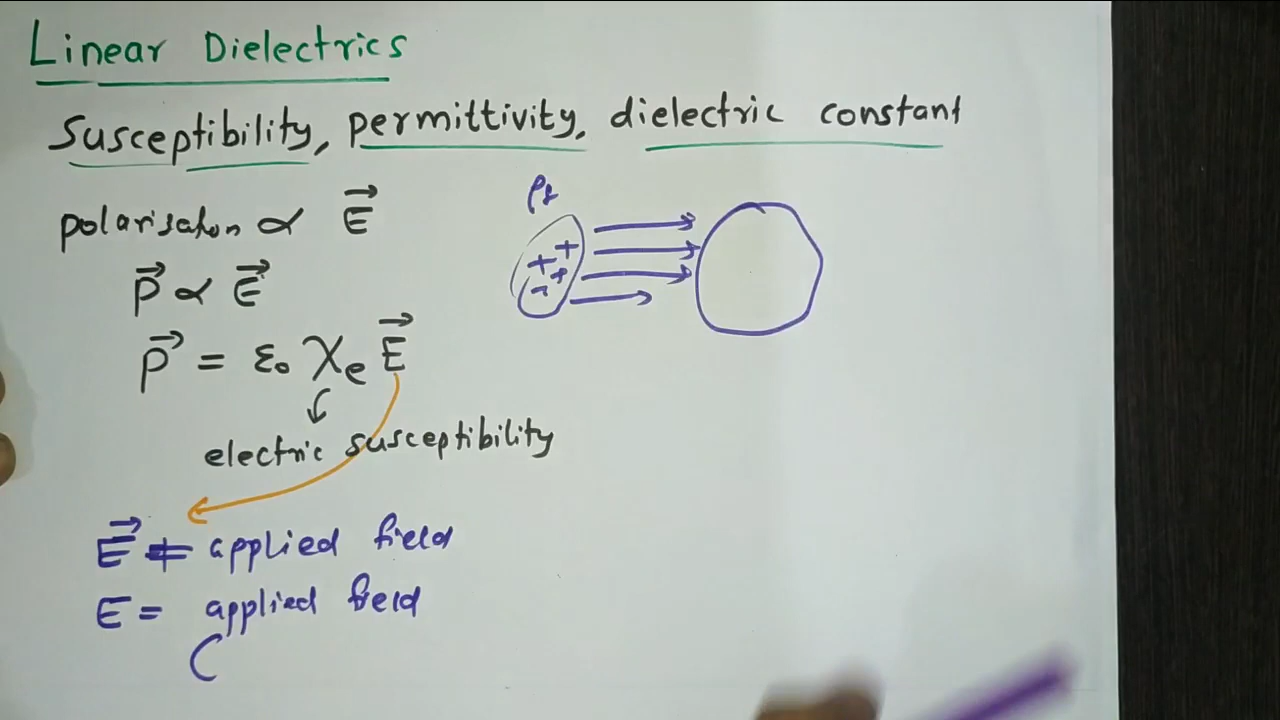 Linear Dielectrics
Susceptibility, permittivity, dielectric constant
polarisation ∝ E⃗
P⃗ ∝ E⃗
P⃗ = ε₀ χₑ E⃗
electric susceptibility
E⃗ ≠ applied field
E = applied field
(
ρf
+ +
+ +